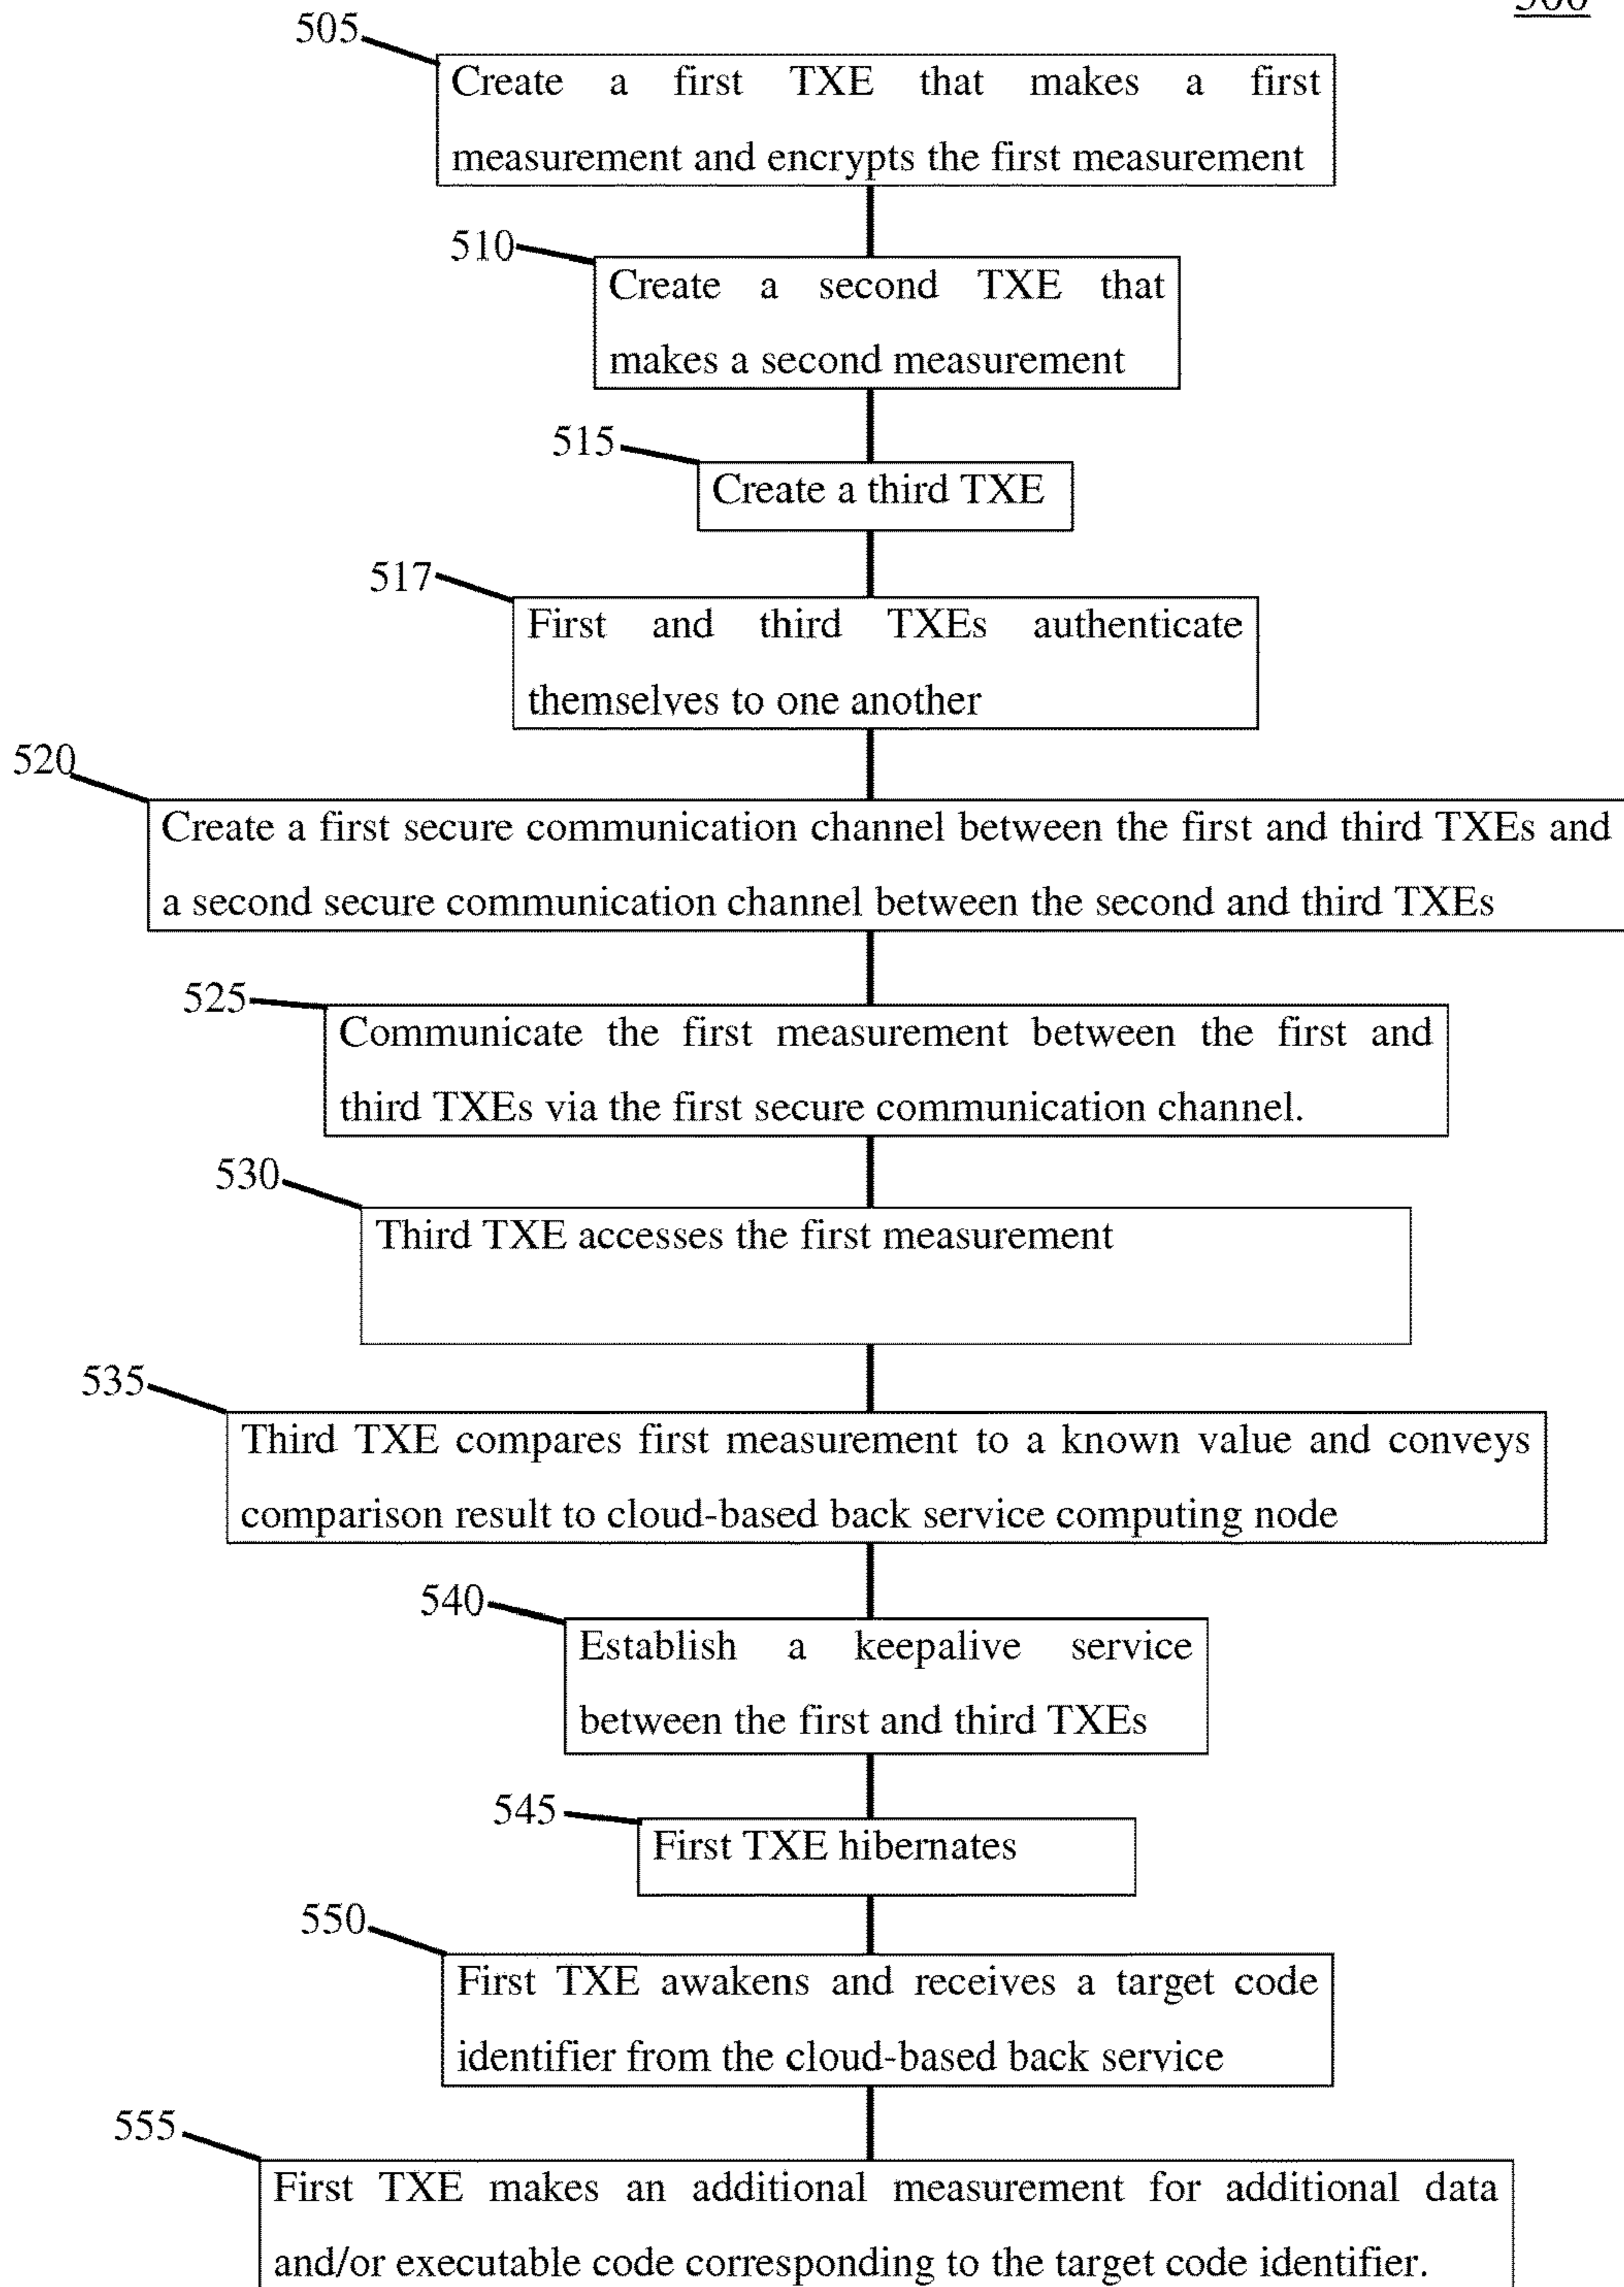 505
Create a first TXE that makes a first
measurement and encrypts the first measurement
510
Create a second TXE that
makes a second measurement
515
Create a third TXE
517
First and third TXEs authenticate
themselves to one another
520
Create a first secure communication channel between the first and third TXEs and
a second secure communication channel between the second and third TXEs
525
Communicate the first measurement between the first and
third TXEs via the first secure communication channel.
530
Third TXE accesses the first measurement
535
Third TXE compares first measurement to a known value and conveys
comparison result to cloud-based back service computing node
540
Establish a keepalive service
between the first and third TXEs
545
First TXE hibernates
550
First TXE awakens and receives a target code
identifier from the cloud-based back service
555
First TXE makes an additional measurement for additional data
and/or executable code corresponding to the target code identifier.